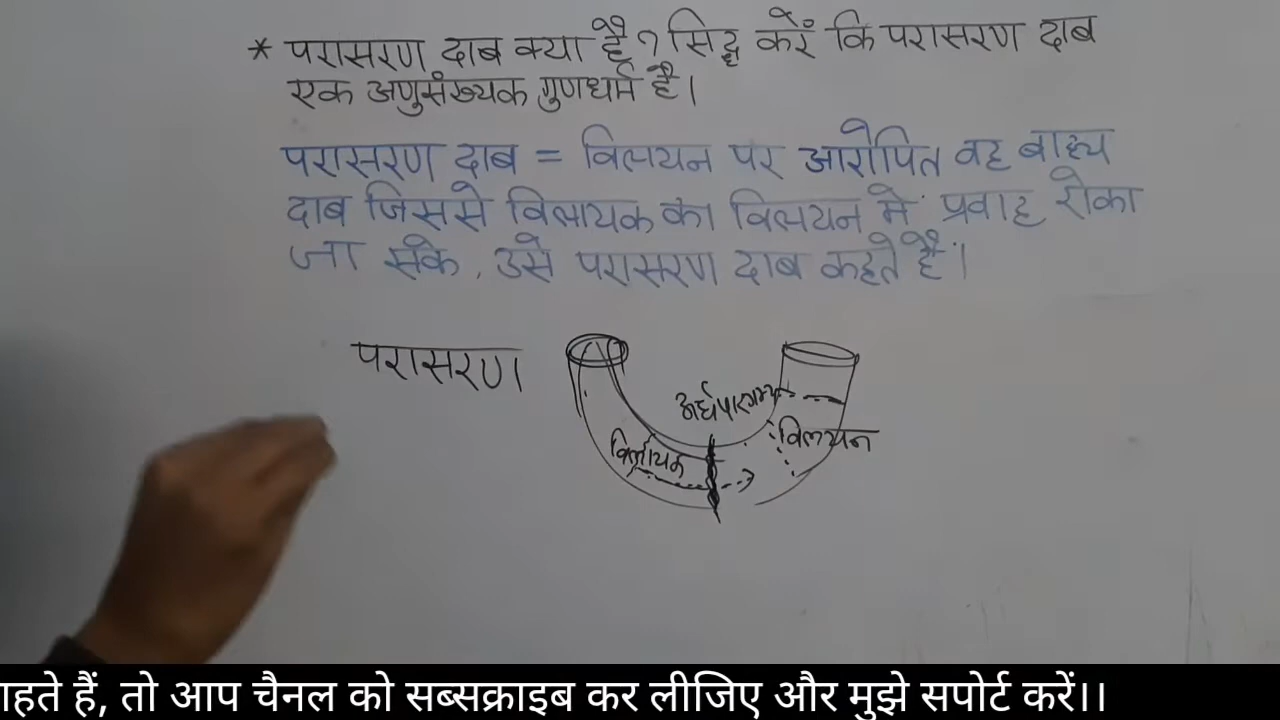 * परासरण दाब क्या है ? सिद्ध करें कि परासरण दाब
एक अणुसंख्यक गुणधर्म है।
परासरण दाब = विलयन पर आरोपित वह बाह्य
दाब जिससे विलायक का विलयन में प्रवाह रोका
जा सके, उसे परासरण दाब कहते हैं।
परासरण
अर्धपारगम्य
विलायक
विलयन
ाहते हैं, तो आप चैनल को सब्सक्राइब कर लीजिए और मुझे सपोर्ट करें।।